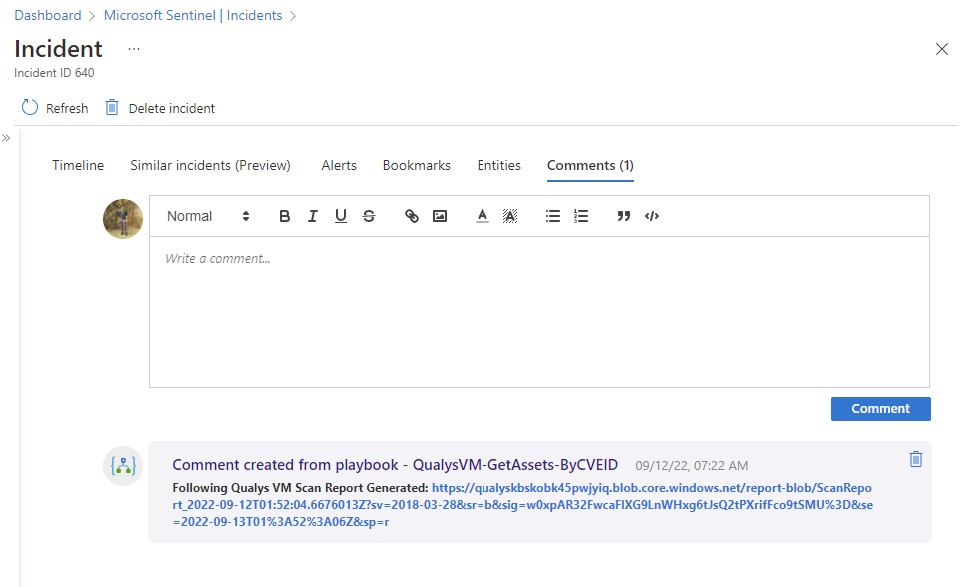 Dashboard > Microsoft Sentinel | Incidents >
Incident ...
Incident ID 640
Refresh Delete incident
»
Timeline Similar incidents (Preview) Alerts Bookmarks Entities Comments (1)
Normal B I U S A A
Write a comment...
Comment
Comment created from playbook - QualysVM-GetAssets-ByCVEID 09/12/22, 07:22 AM
Following Qualys VM Scan Report Generated: https://qualyskbskobk45pwjyiq.blob.core.windows.net/report-blob/ScanRepo
rt_2022-09-12T01:52:04.6676013Z?sv=2018-03-28&sr=b&sig=w0xpAR32FwcaFIXG9LnWHxg6tJsQ2tPXrifFco9tSMU%3D&se
=2022-09-13T01%3A52%3A06Z&sp=r